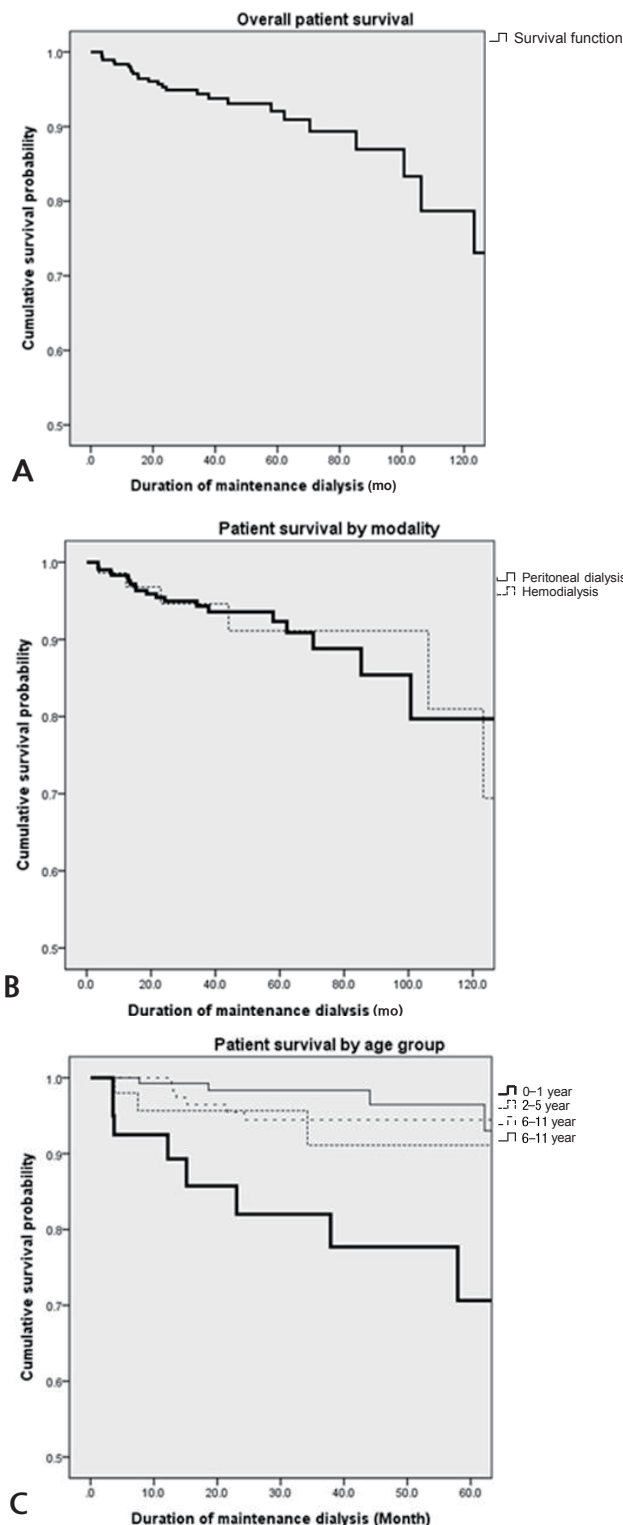 Overall patient survival
Survival function
Cumulative survival probability
1.0
0.9
0.8
0.7
0.6
0.5
.0 20.0 40.0 60.0 80.0 100.0 120.0
A
Duration of maintenance dialysis (mo)
Patient survival by modality
Peritoneal dialysis
Hemodialysis
Cumulative survival probability
1.0
0.9
0.8
0.7
0.6
0.5
0.0 20.0 40.0 60.0 80.0 100.0 120.0
B
Duration of maintenance dialysis (mo)
Patient survival by age group
0–1 year
2–5 year
6–11 year
6–11 year
Cumulative survival probability
1.0
0.9
0.8
0.7
0.6
0.5
.0 10.0 20.0 30.0 40.0 50.0 60.0
C
Duration of maintenance dialysis (Month)